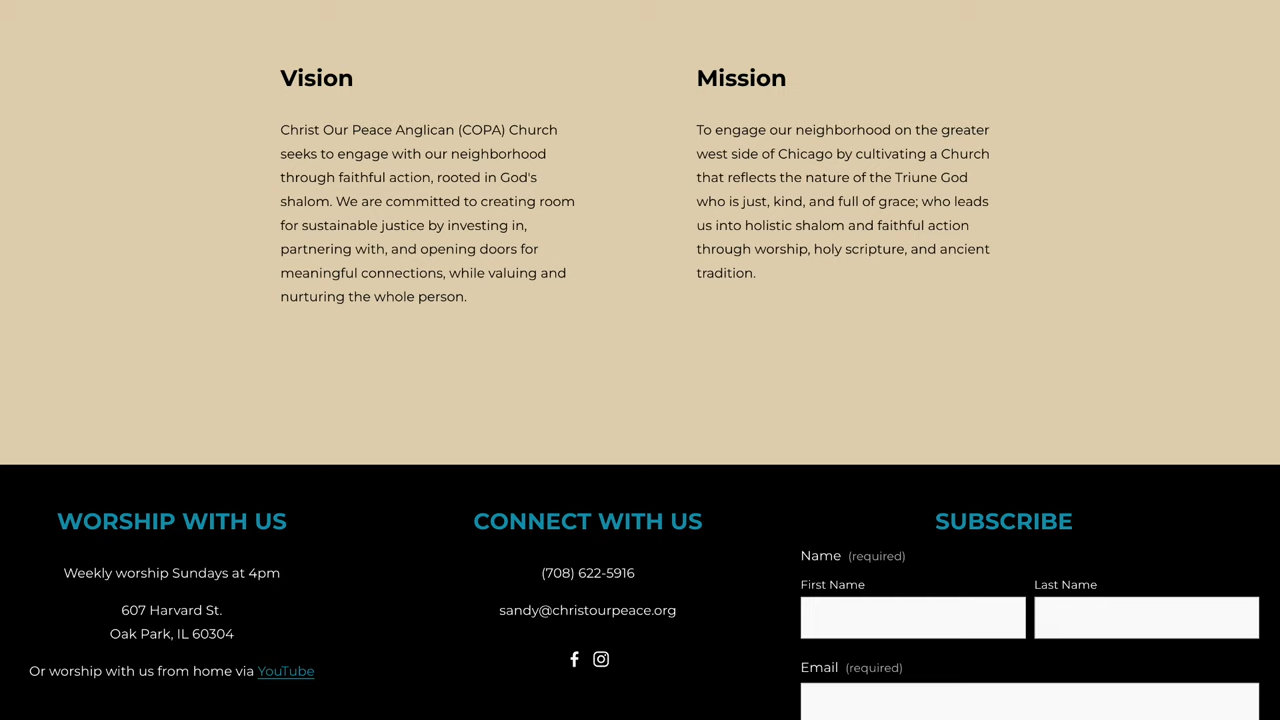 Vision
Christ Our Peace Anglican (COPA) Church
seeks to engage with our neighborhood
through faithful action, rooted in God's
shalom. We are committed to creating room
for sustainable justice by investing in,
partnering with, and opening doors for
meaningful connections, while valuing and
nurturing the whole person.
Mission
To engage our neighborhood on the greater
west side of Chicago by cultivating a Church
that reflects the nature of the Triune God
who is just, kind, and full of grace; who leads
us into holistic shalom and faithful action
through worship, holy scripture, and ancient
tradition.
WORSHIP WITH US
Weekly worship Sundays at 4pm
607 Harvard St.
Oak Park, IL 60304
Or worship with us from home via YouTube
CONNECT WITH US
(708) 622-5916
sandy@christourpeace.org
SUBSCRIBE
Name (required)
First Name
Last Name
Email (required)